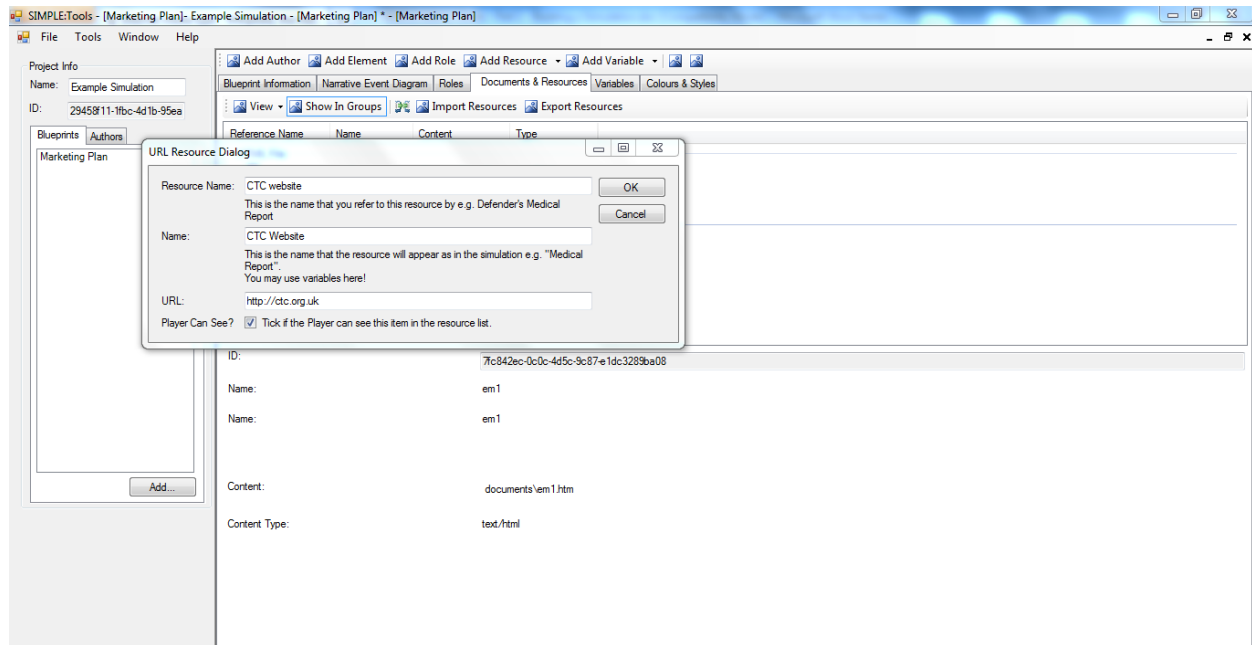 SIMPLE:Tools - [Marketing Plan]- Example Simulation - [Marketing Plan] * - [Marketing Plan]
File Tools Window Help
Project Info
Name: Example Simulation
ID: 29458f11-1fbc-4d1b-95ea
Blueprints Authors
Marketing Plan
Add...
Add Author Add Element Add Role Add Resource Add Variable
Blueprint Information Narrative Event Diagram Roles Documents & Resources Variables Colours & Styles
View Show In Groups Import Resources Export Resources
Reference Name Name Content Type
URL Resource Dialog
Resource Name: CTC website
OK
This is the name that you refer to this resource by e.g. Defender's Medical
Report
Cancel
Name: CTC Website
This is the name that the resource will appear as in the simulation e.g. "Medical
Report".
You may use variables here!
URL: http://ctc.org.uk
Player Can See? Tick if the Player can see this item in the resource list.
ID: 7fc842ec-0c0c-4d5c-9c87-e1dc3289ba08
Name: em1
Name: em1
Content: documents\em1.htm
Content Type: text/html